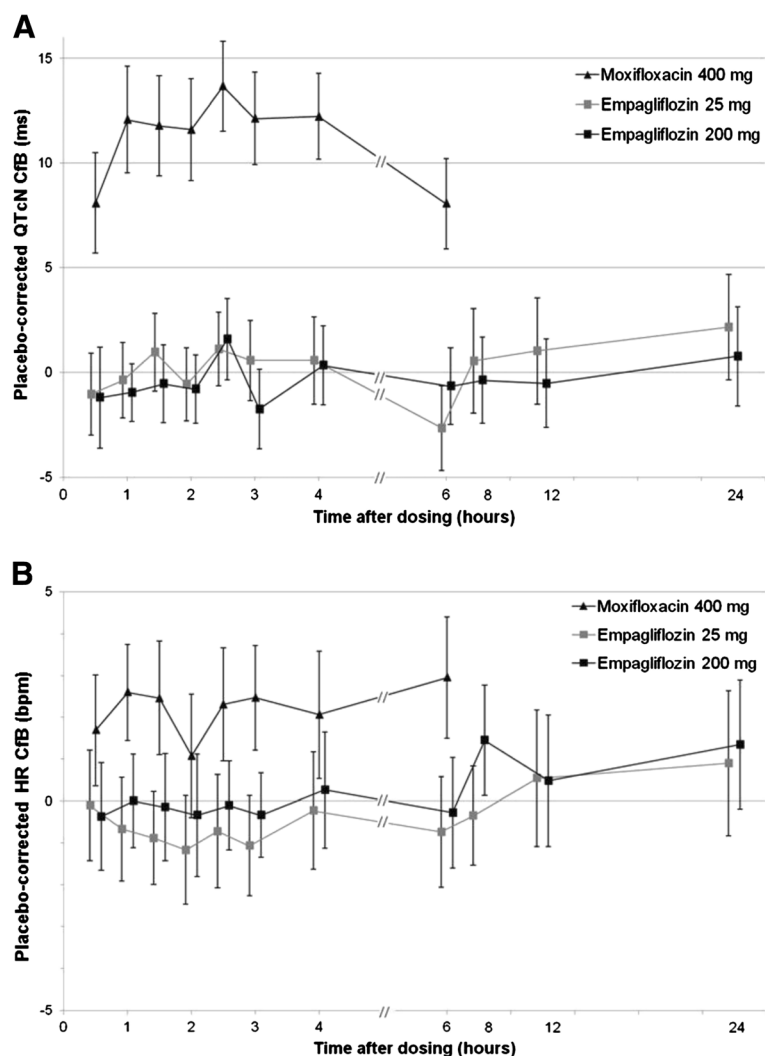 A
Placebo-corrected QTcN CfB (ms)
15
10
5
0
-5
Moxifloxacin 400 mg
Empagliflozin 25 mg
Empagliflozin 200 mg
//
//
//
//
0 1 2 3 4 6 8 12 24
Time after dosing (hours)
B
Placebo-corrected HR CfB (bpm)
5
0
-5
Moxifloxacin 400 mg
Empagliflozin 25 mg
Empagliflozin 200 mg
//
//
//
//
0 1 2 3 4 6 8 12 24
Time after dosing (hours)